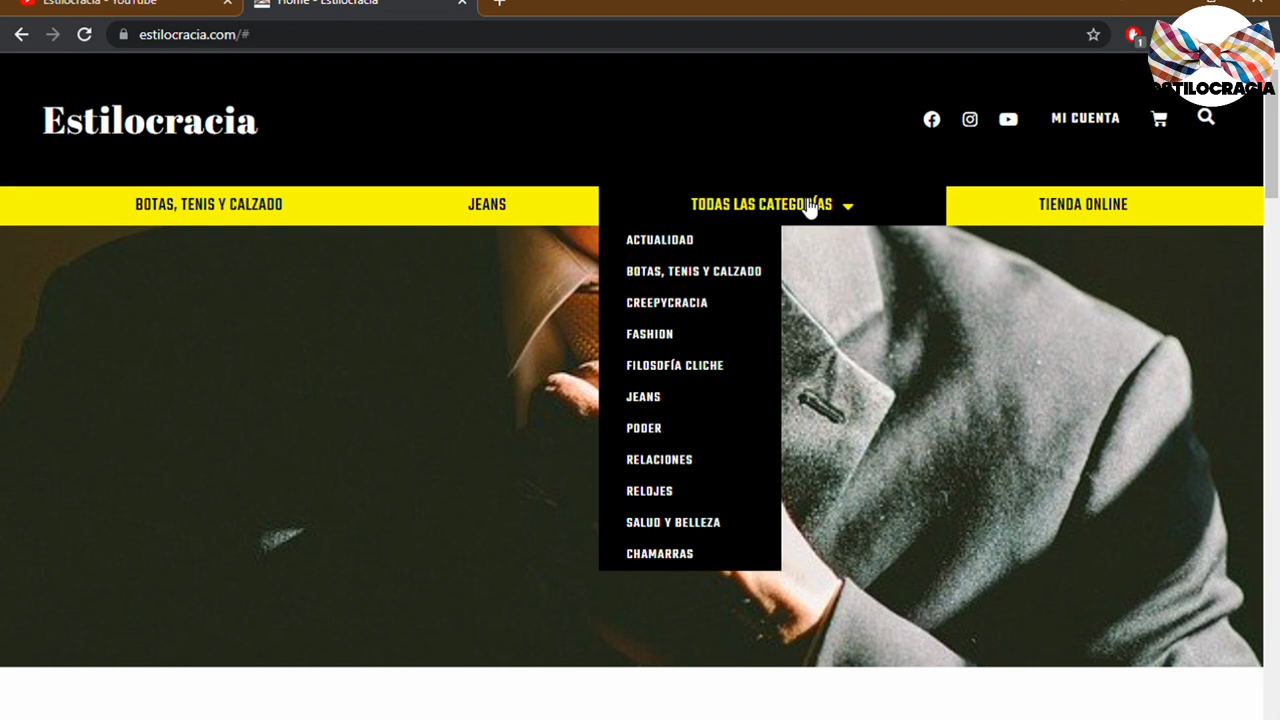 Estilocracia - YouTube
Home - Estilocracia
estilocracia.com/#
1
ESTILOCRACIA
Estilocracia
MI CUENTA
BOTAS, TENIS Y CALZADO
JEANS
TODAS LAS CATEGORÍAS
TIENDA ONLINE
ACTUALIDAD
BOTAS, TENIS Y CALZADO
CREEPYCRACIA
FASHION
FILOSOFÍA CLICHE
JEANS
PODER
RELACIONES
RELOJES
SALUD Y BELLEZA
CHAMARRAS